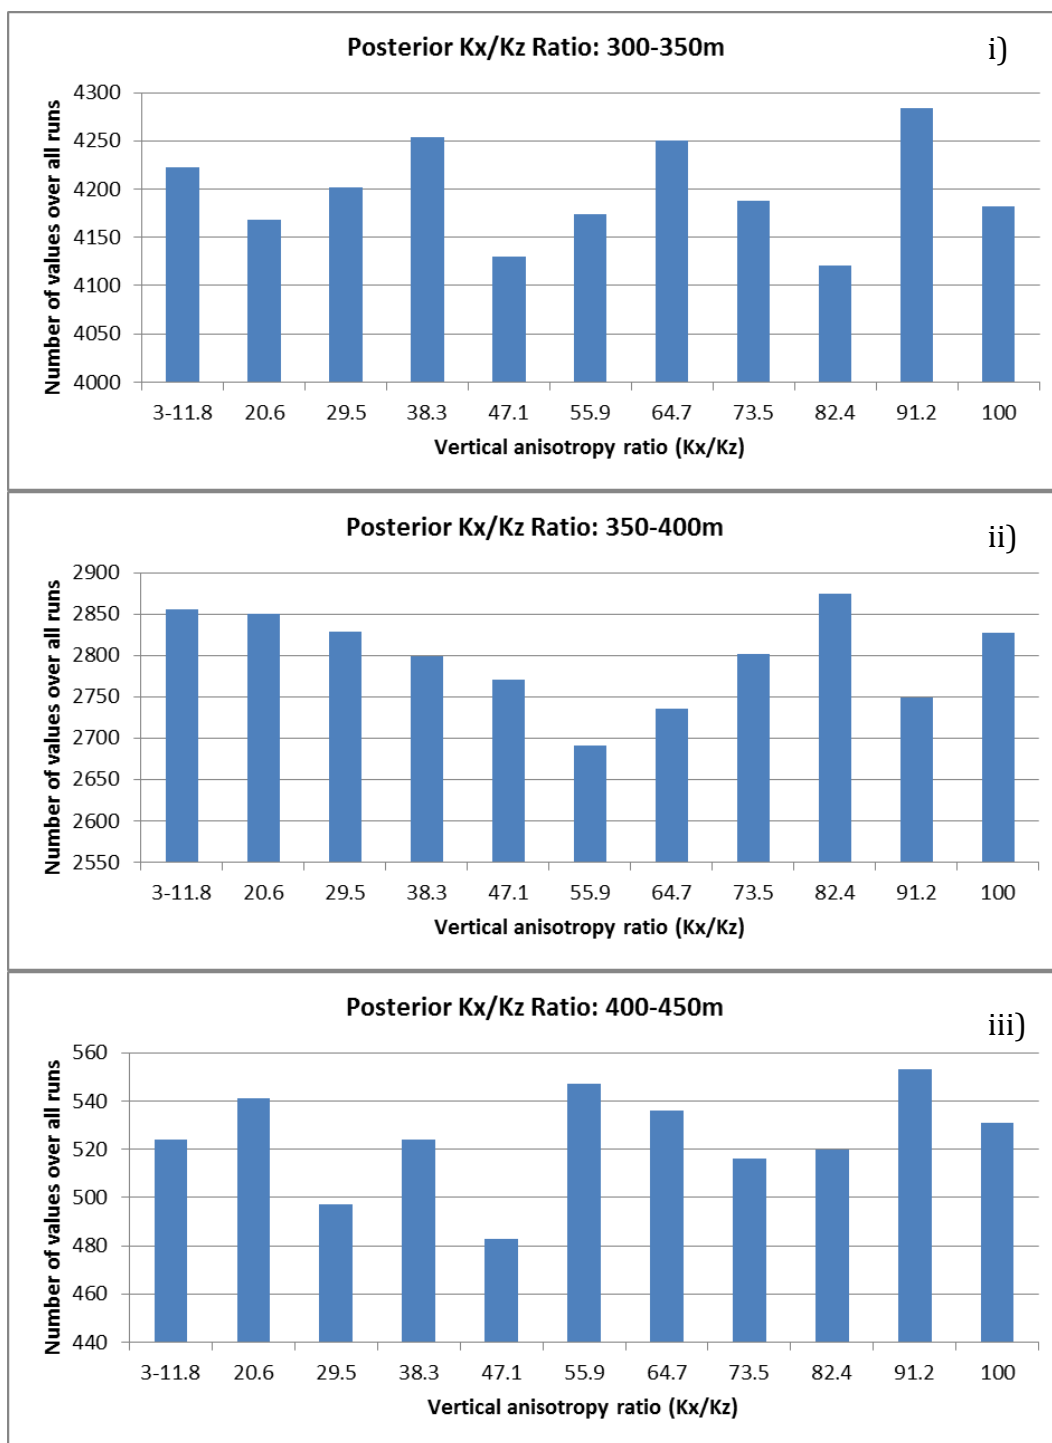 Posterior Kx/Kz Ratio: 300-350m
i)
Number of values over all runs
4300
4250
4200
4150
4100
4050
4000
3-11.8 20.6 29.5 38.3 47.1 55.9 64.7 73.5 82.4 91.2 100
Vertical anisotropy ratio (Kx/Kz)
Posterior Kx/Kz Ratio: 350-400m
ii)
Number of values over all runs
2900
2850
2800
2750
2700
2650
2600
2550
3-11.8 20.6 29.5 38.3 47.1 55.9 64.7 73.5 82.4 91.2 100
Vertical anisotropy ratio (Kx/Kz)
Posterior Kx/Kz Ratio: 400-450m
iii)
Number of values over all runs
560
540
520
500
480
460
440
3-11.8 20.6 29.5 38.3 47.1 55.9 64.7 73.5 82.4 91.2 100
Vertical anisotropy ratio (Kx/Kz)